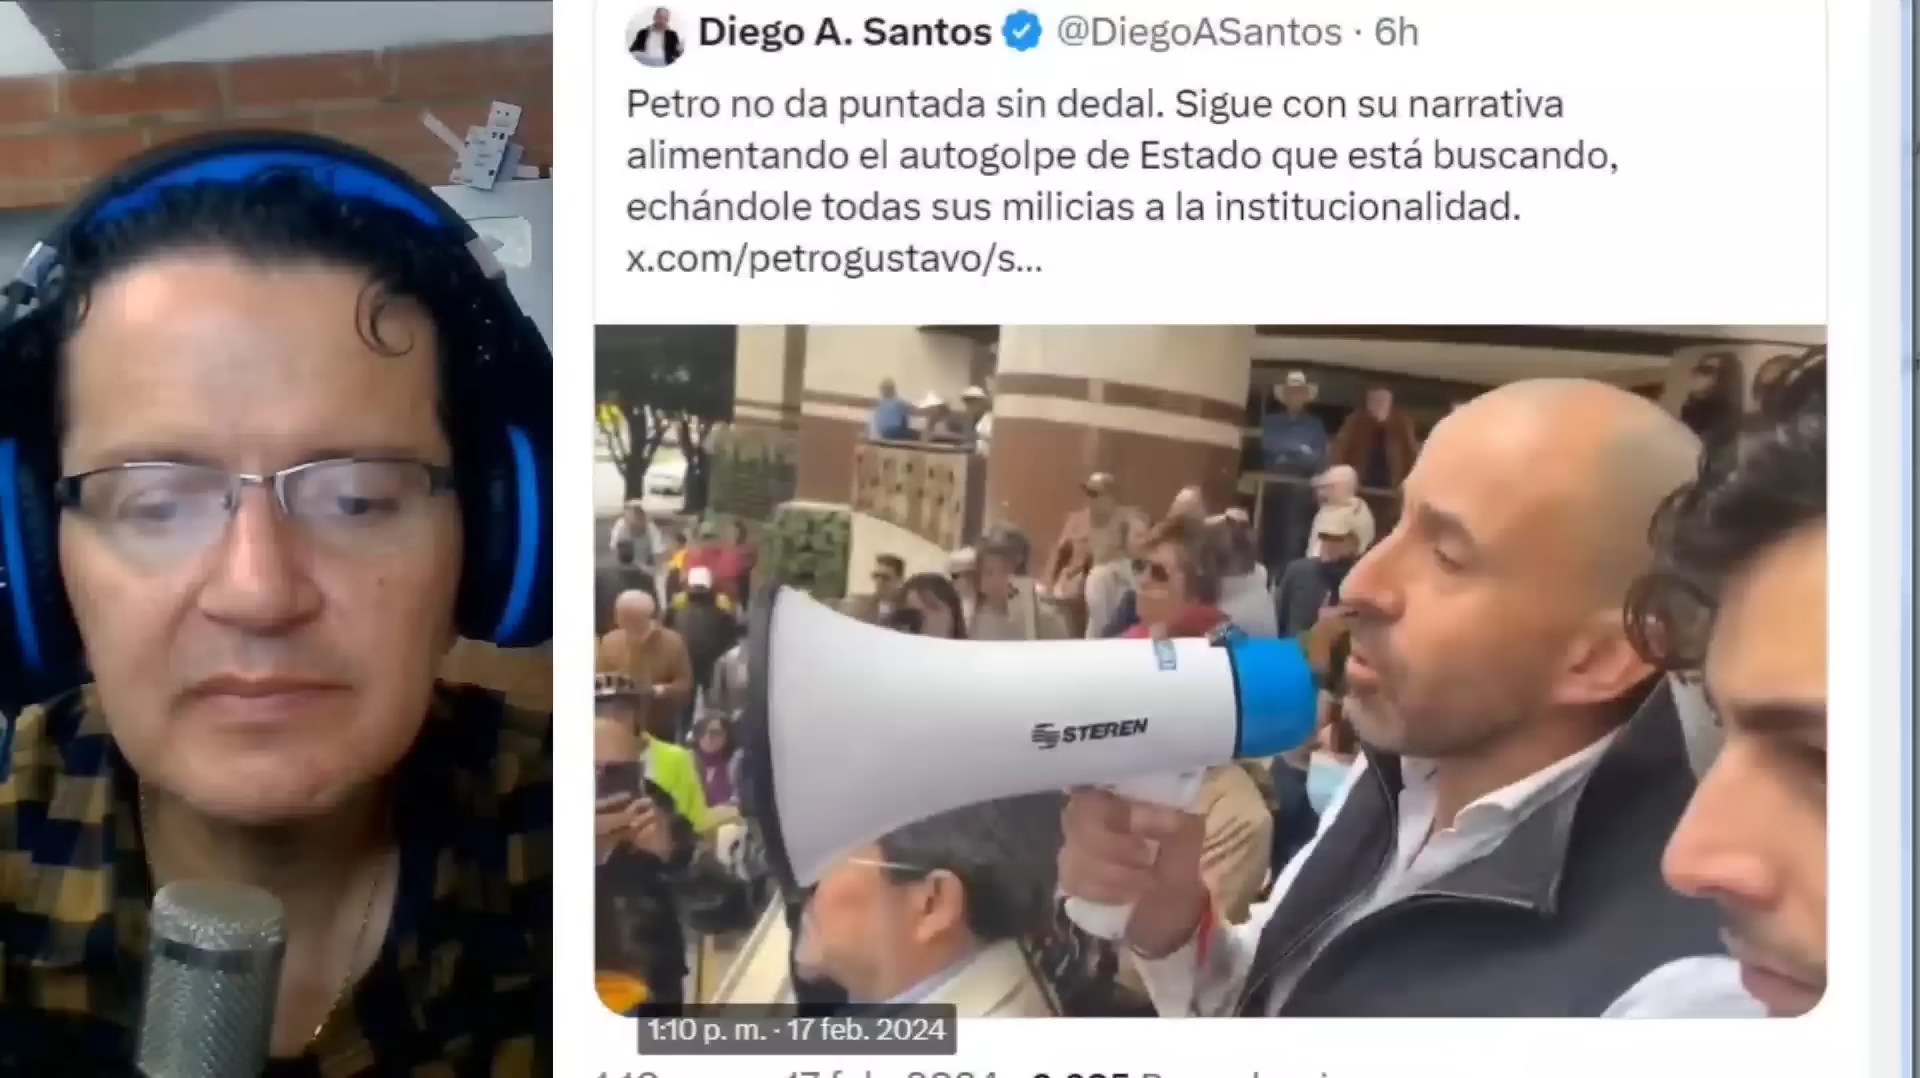 Diego A. Santos @DiegoASantos · 6h
Petro no da puntada sin dedal. Sigue con su narrativa
alimentando el autogolpe de Estado que está buscando,
echándole todas sus milicias a la institucionalidad.
x.com/petrogustavo/s...
STEREN
1:10 p. m. · 17 feb. 2024